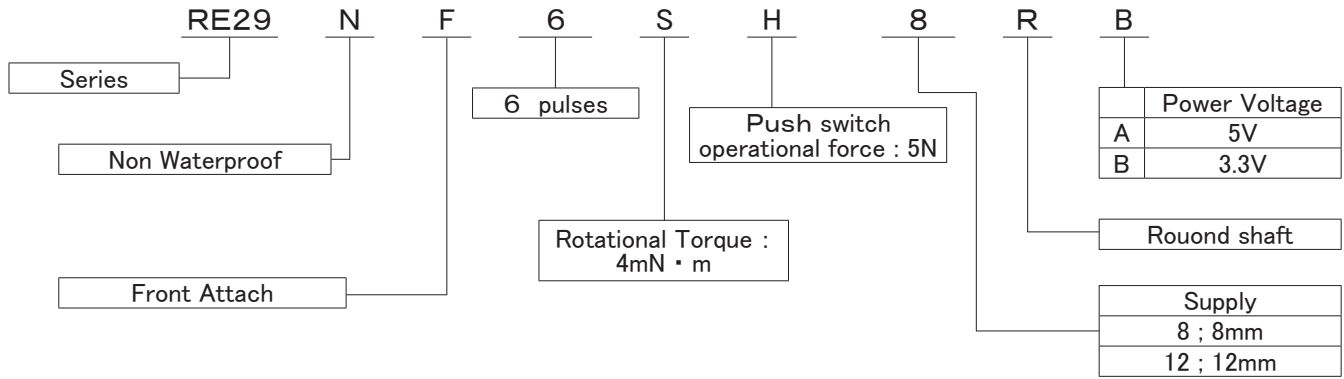 RE29 N F 6 S H 8 R B
Series
6 pulses
Push switch
operational force : 5N
Power Voltage
A 5V
B 3.3V
Non Waterproof
Rotational Torque :
4mN・m
Rouond shaft
Front Attach
Supply
8 ; 8mm
12 ; 12mm